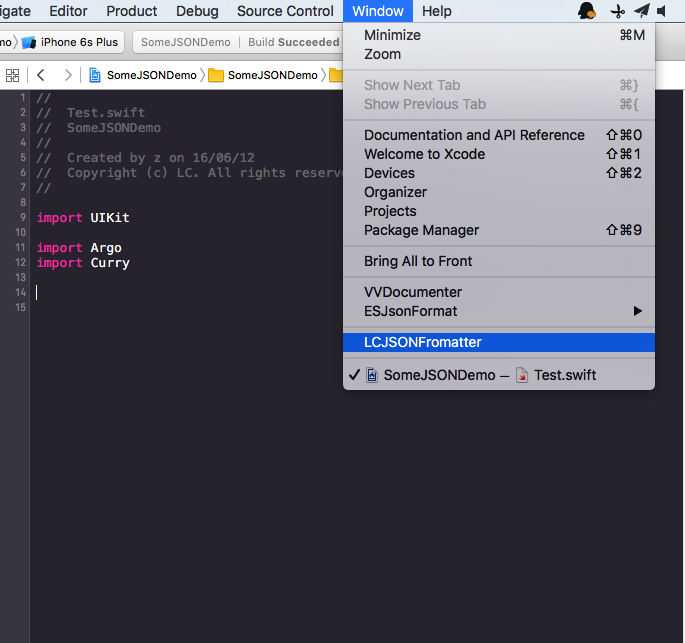 igate Editor Product Debug Source Control Window Help
mo iPhone 6s Plus SomeJSONDemo | Build Succeeded
SomeJSONDemo SomeJSONDemo
Minimize ⌘M
Zoom
Show Next Tab ⌘}
Show Previous Tab ⌘{
Documentation and API Reference ⇧⌘0
Welcome to Xcode ⇧⌘1
Devices ⇧⌘2
Organizer
Projects
Package Manager ⇧⌘9
Bring All to Front
VVDocumenter
ESJsonFormat ▶
LCJSONFromatter
✓ SomeJSONDemo — Test.swift
1 //
2 // Test.swift
3 // SomeJSONDemo
4 //
5 // Created by z on 16/06/12
6 // Copyright (c) LC. All rights reserve
7 //
8
9 import UIKit
10
11 import Argo
12 import Curry
13
14
15